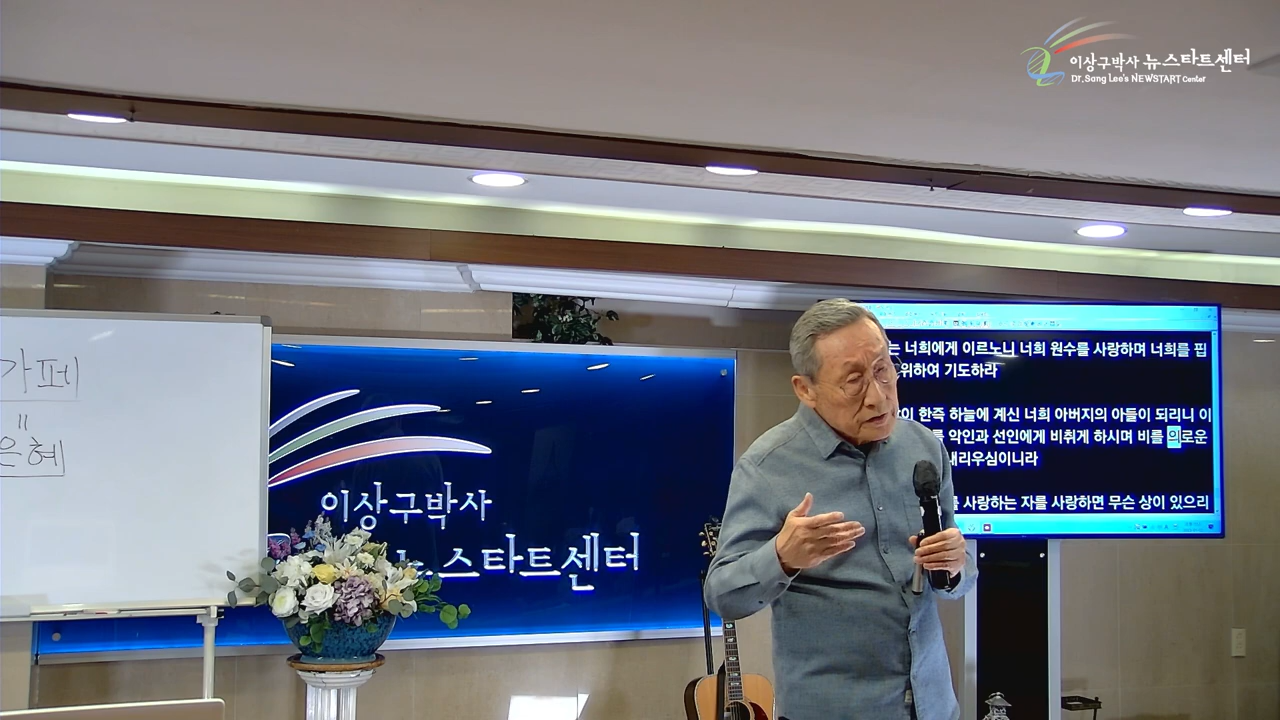 이상구박사 뉴스타트센터
Dr. Sang Lee's NEWSTART Center
가페
=
은혜
이상구박사
뉴스타트센터
는 너희에게 이르노니 너희 원수를 사랑하며 너희를 핍
위하여 기도하라
이 한즉 하늘에 계신 너희 아버지의 아들이 되리니 이
악인과 선인에게 비취게 하시며 비를 의로운
내리우심이니라
를 사랑하는 자를 사랑하면 무슨 상이 있으리